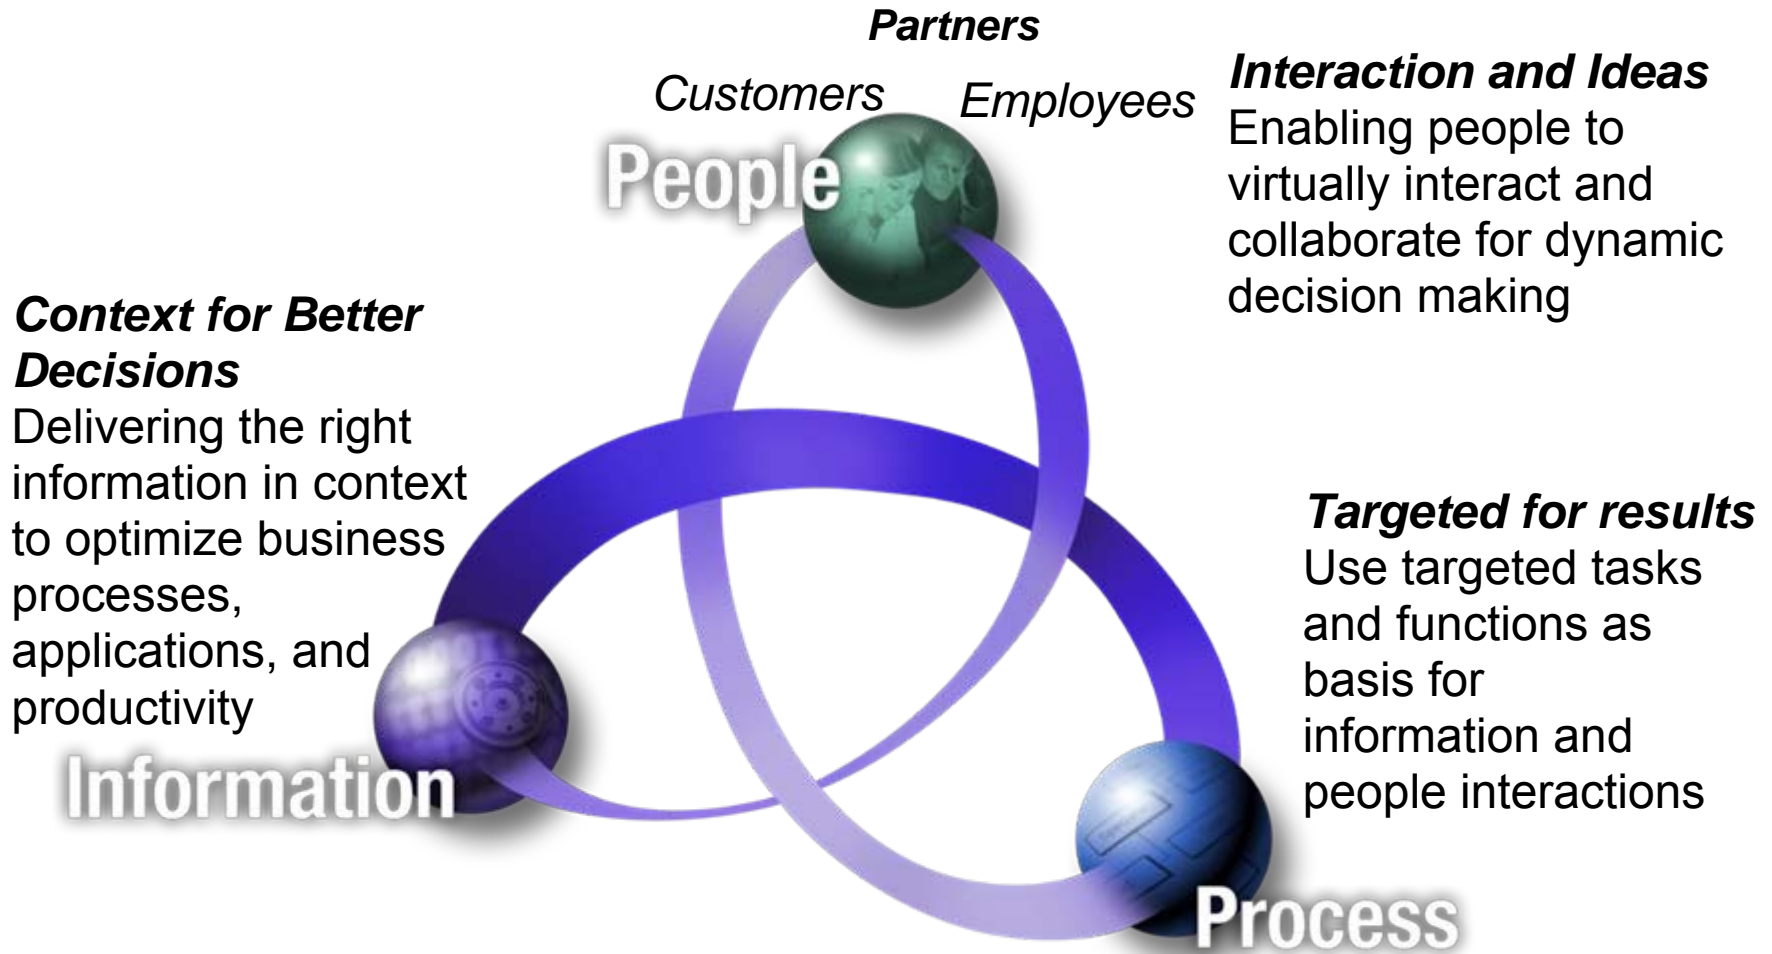 Partners
Customers
Employees
People
Interaction and Ideas
Enabling people to
virtually interact and
collaborate for dynamic
decision making
Context for Better
Decisions
Delivering the right
information in context
to optimize business
processes,
applications, and
productivity
Information
Targeted for results
Use targeted tasks
and functions as
basis for
information and
people interactions
Process